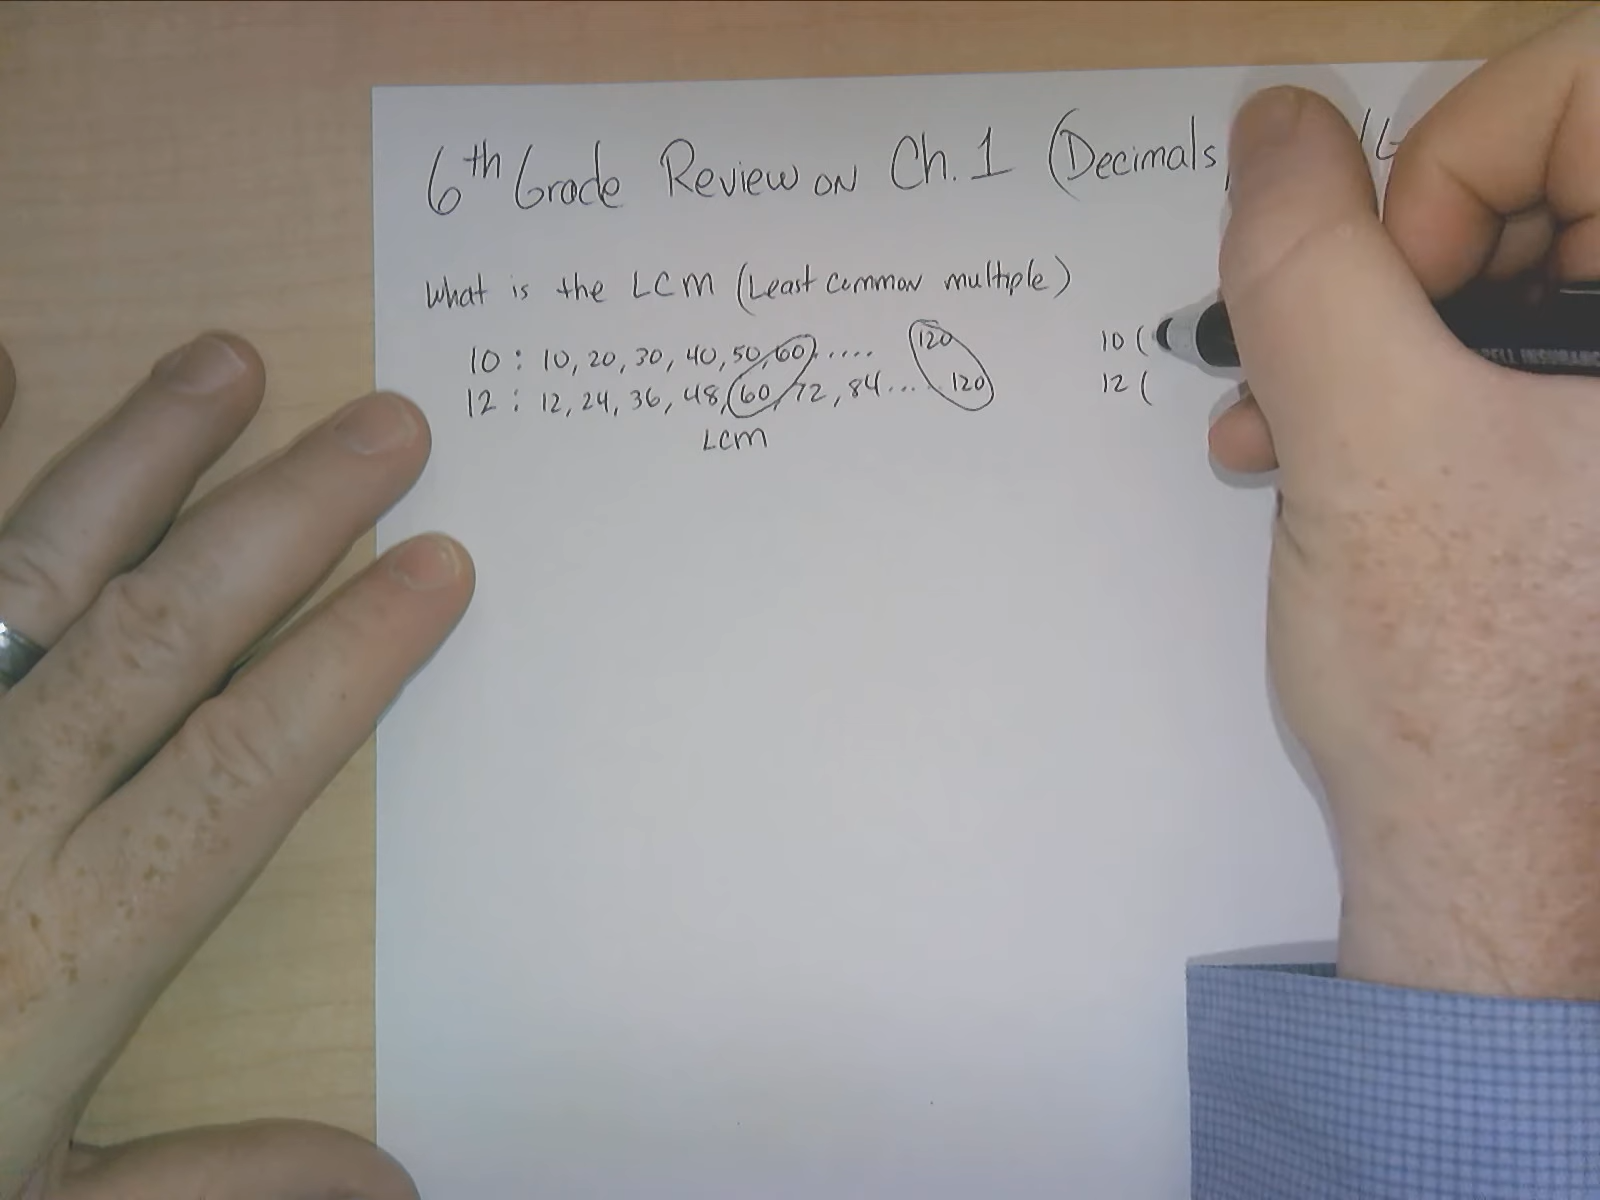 6th Grade Review on Ch. 1 (Decimals,
What is the LCM (Least common multiple)
10 : 10, 20, 30, 40, 50, 60, .... 120
12 : 12, 24, 36, 48, 60, 72, 84... 120
LCM
10 (
12 (